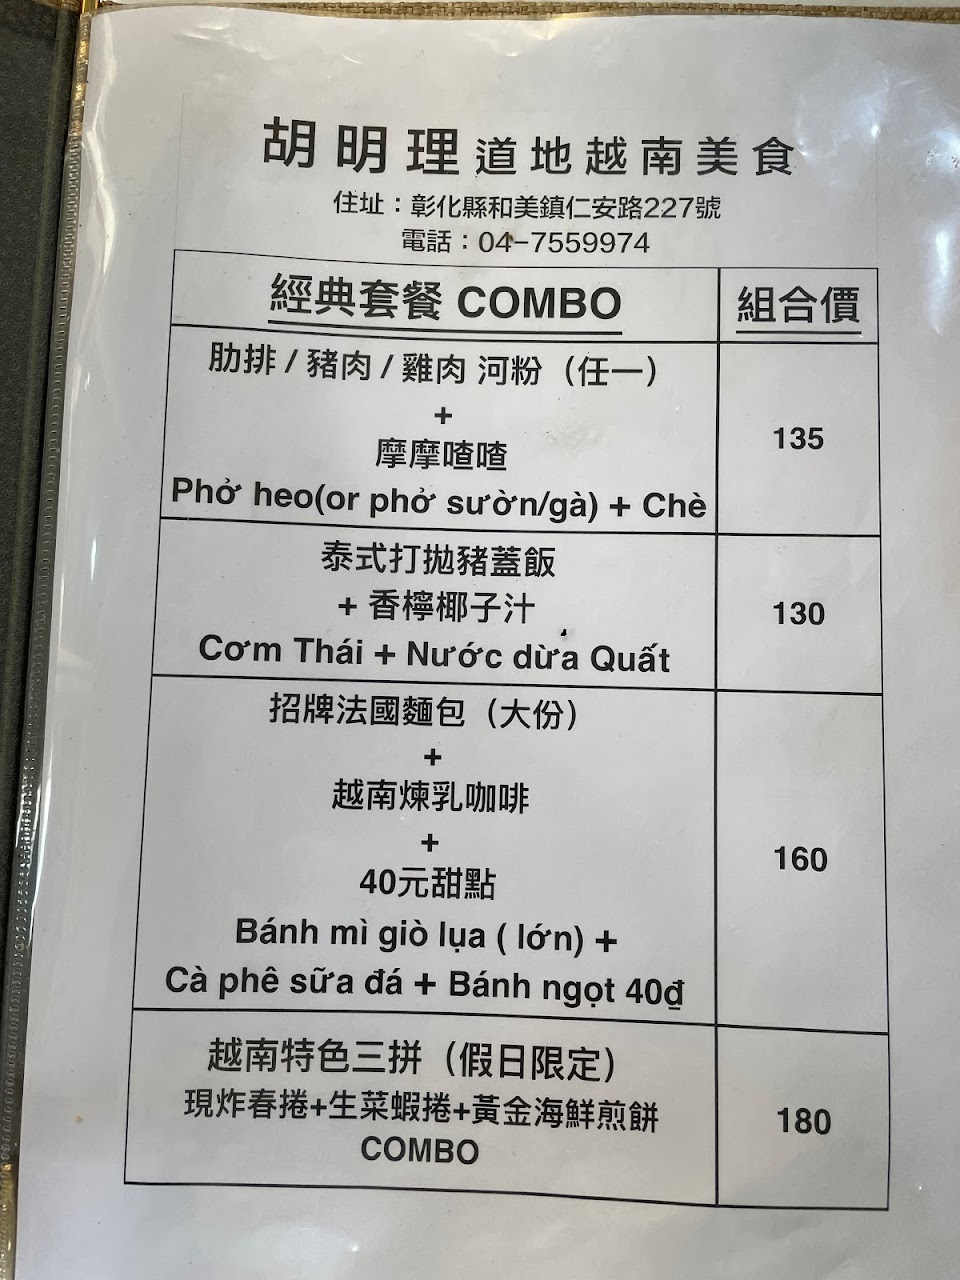 胡明理道地越南美食
住址：彰化縣和美鎮仁安路227號
電話：04-7559974
經典套餐 COMBO
組合價
肋排 / 豬肉 / 雞肉 河粉（任一）
+
摩摩喳喳
Phở heo(or phở sườn/gà) + Chè
135
泰式打拋豬蓋飯
+ 香檸椰子汁
Cơm Thái + Nước dừa Quất
130
招牌法國麵包（大份）
+
越南煉乳咖啡
+
40元甜點
Bánh mì giò lụa ( lớn) +
Cà phê sữa đá + Bánh ngọt 40₫
160
越南特色三拼（假日限定）
現炸春捲+生菜蝦捲+黃金海鮮煎餅
COMBO
180